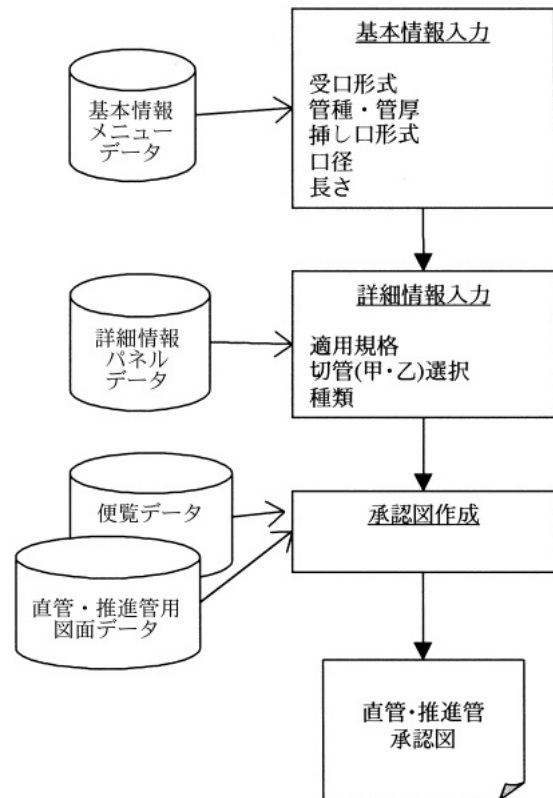 基本情報入力
受口形式
管種・管厚
挿し口形式
口径
長さ
基本情報
メニュー
データ
詳細情報入力
適用規格
切管(甲・乙)選択
種類
詳細情報
パネル
データ
便覧データ
承認図作成
直管・推進管用
図面データ
直管・推進管
承認図